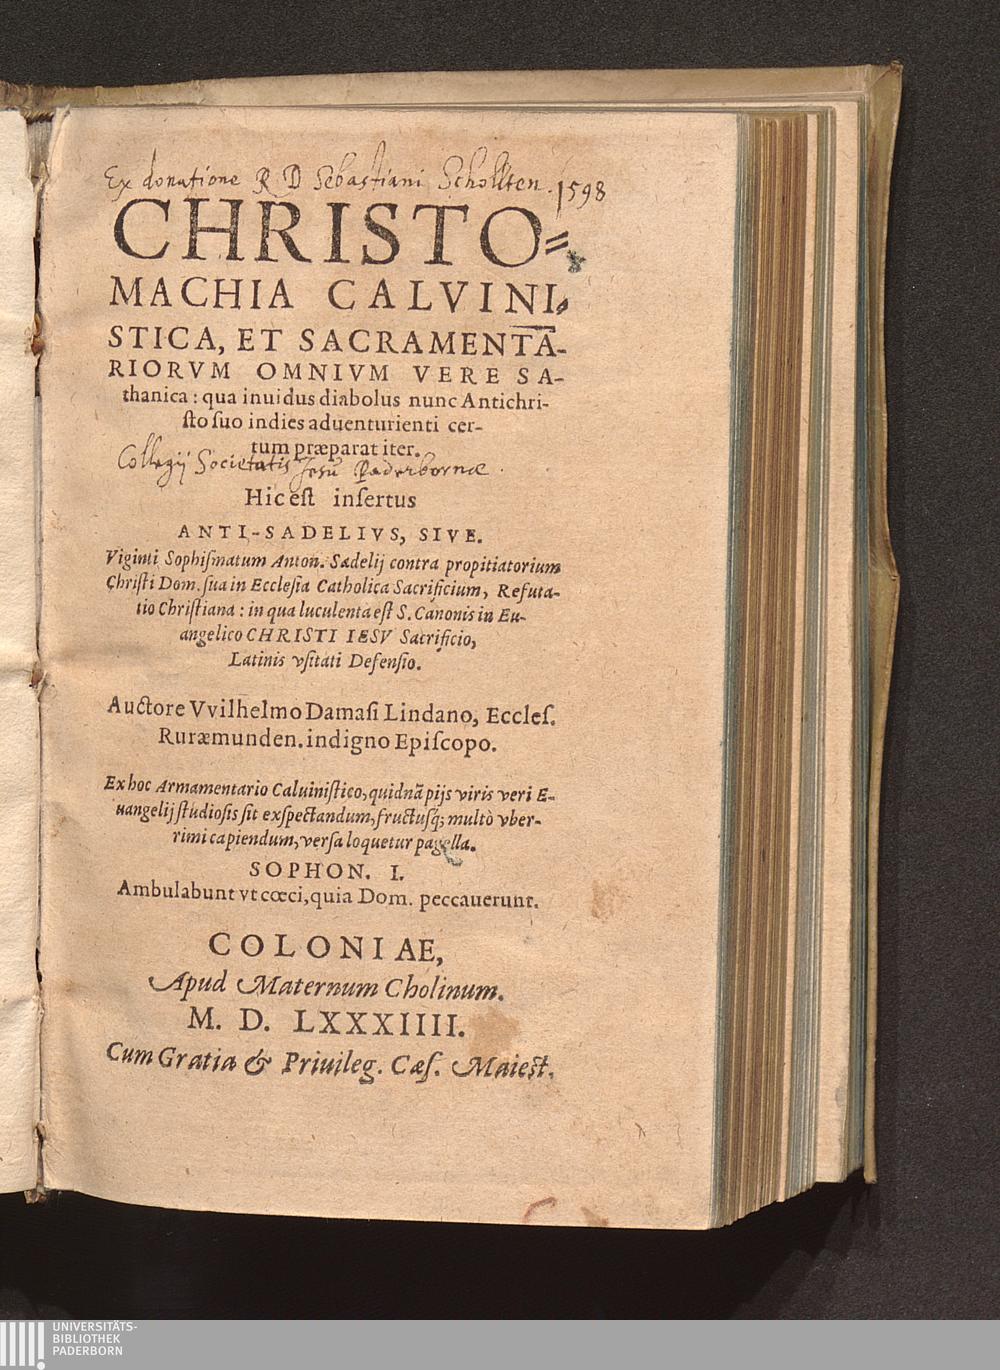 Ex donatione R D Sebastiani Schollten. 1598
CHRISTO=
MACHIA CALVINI,
STICA, ET SACRAMENTA-
RIORVM OMNIVM VERE SA-
thanica: qua inuidus diabolus nunc Antichri-
ſto ſuo indies aduenturienti cer-
tum præparat iter.
Collegij Societatis Jesu Paderbornæ.
Hic eſt inſertus
ANTI-SADELIVS, SIVE.
Viginti Sophiſmatum Anton. Sadelij contra propitiatorium
Chriſti Dom. ſua in Eccleſia Catholica Sacrificium, Refuta-
tio Chriſtiana: in qua luculenta eſt S. Canonis in Eu-
angelico CHRISTI IESV Sacrificio,
Latinis vſitati Defenſio.
Auctore VVilhelmo Damaſi Lindano, Eccleſ.
Ruræmunden. indigno Epiſcopo.
Ex hoc Armamentario Caluiniſtico, quidnã pijs viris veri E-
uangelij ſtudioſis ſit exſpectandum, fructuſq; multò vber-
rimi capiendum, verſa loquetur pagella.
SOPHON. I.
Ambulabunt vt cœci, quia Dom. peccauerunt.
COLONIAE,
Apud Maternum Cholinum.
M. D. LXXXIIII.
Cum Gratia & Priuileg. Cæſ. Maieſt.
UNIVERSITÄTS-
BIBLIOTHEK
PADERBORN